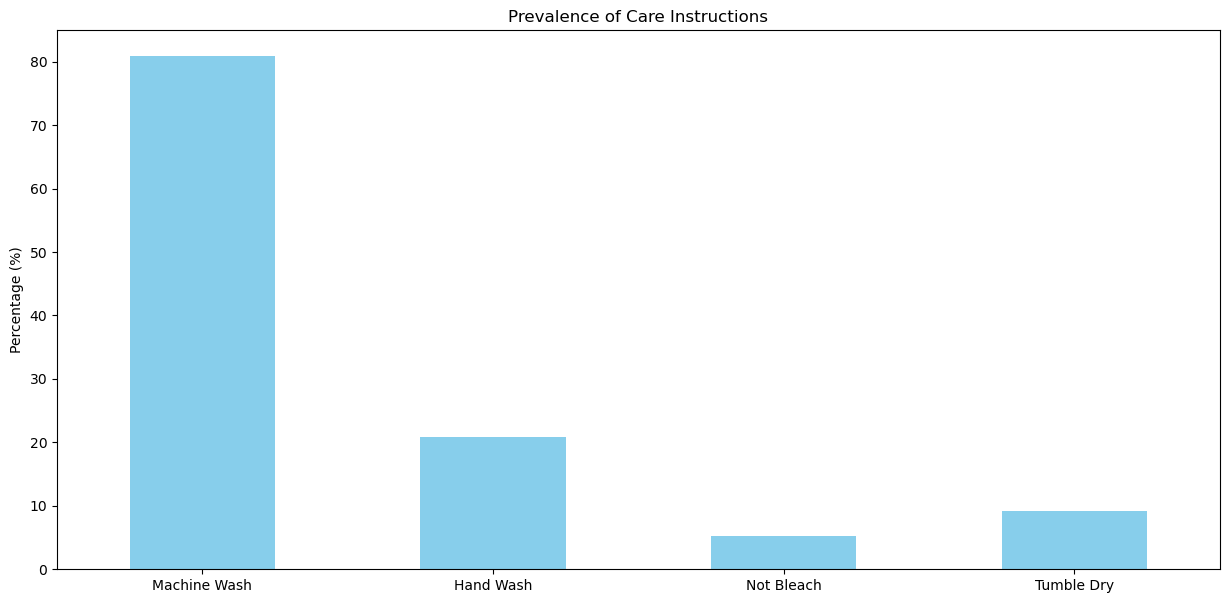 Prevalence of Care Instructions
Percentage (%)
80
70
60
50
40
30
20
10
0
Machine Wash
Hand Wash
Not Bleach
Tumble Dry